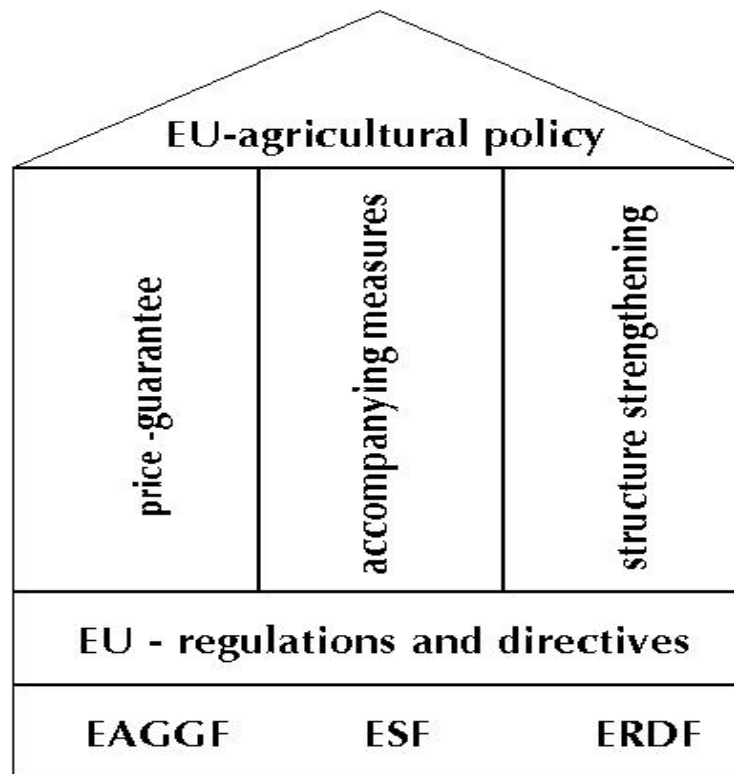 EU-agricultural policy
price -guarantee
accompanying measures
structure strengthening
EU - regulations and directives
EAGGF ESF ERDF